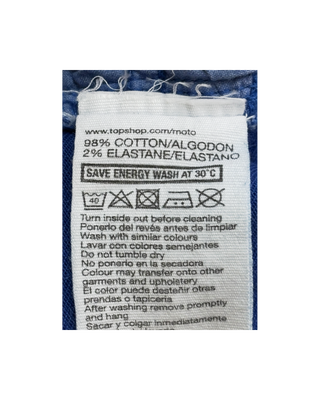 www.topshop.com/moto
98% COTTON/ALGODON
2% ELASTANE/ELASTANO
SAVE ENERGY WASH AT 30°C
40
Turn inside out before cleaning
Ponerlo del revés antes de limpiar
Wash with similar colours
Lavar con colores semejantes
Do not tumble dry
No ponerlo en la secadora
Colour may transfer onto other
garments and upholstery
El color puede desteñir otras
prendas o tapiceria
After washing remove promptly
and hang
Sacar y colgar inmediatamente